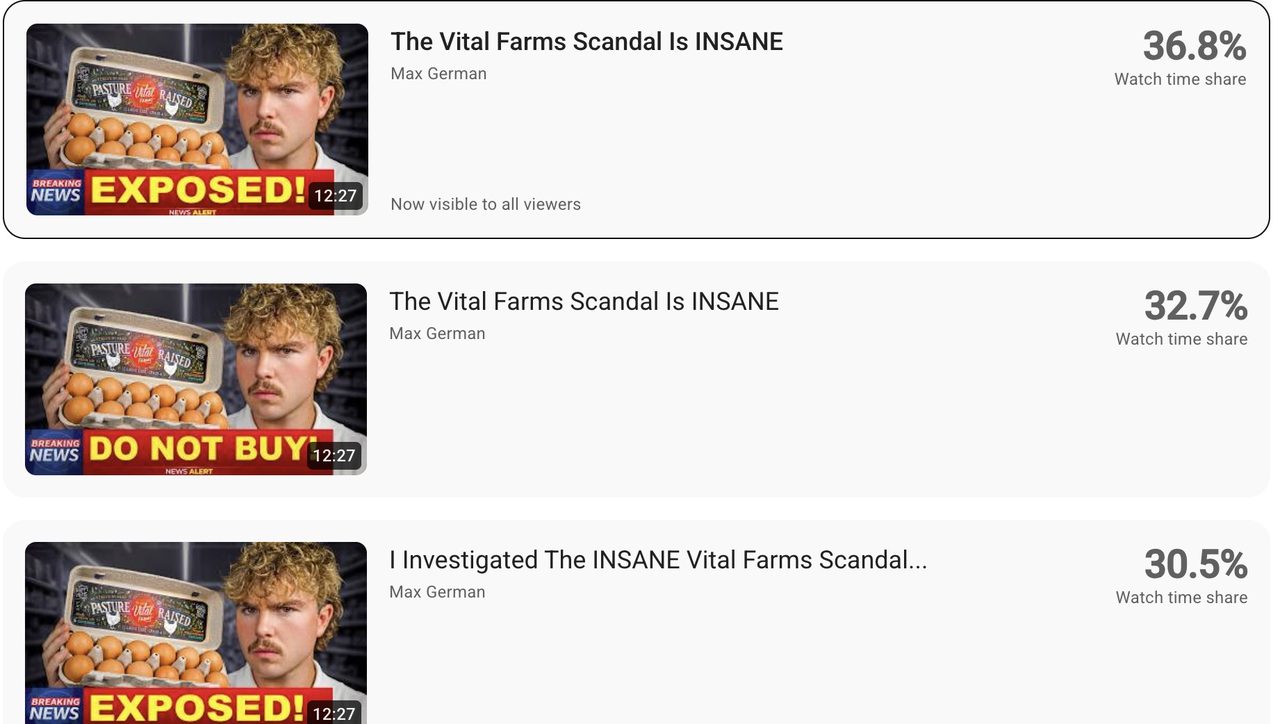 The Vital Farms Scandal Is INSANE
Max German
36.8%
Watch time share
PASTURE Vital FARMS RAISED
BREAKING NEWS
EXPOSED!
12:27
NEWS ALERT
Now visible to all viewers
The Vital Farms Scandal Is INSANE
Max German
32.7%
Watch time share
PASTURE Vital FARMS RAISED
BREAKING NEWS
DO NOT BUY!
12:27
NEWS ALERT
I Investigated The INSANE Vital Farms Scandal...
Max German
30.5%
Watch time share
PASTURE Vital FARMS RAISED
BREAKING NEWS
EXPOSED!
12:27